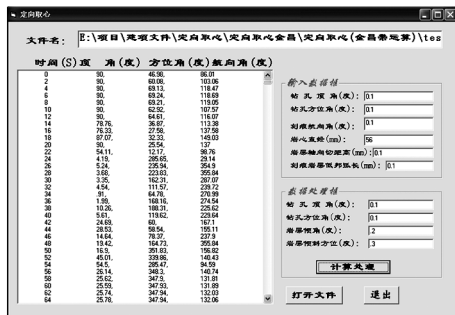 定向取心
文件名: E:\项目\建项文件\定向取心\定向取心金昌\定向取心(金昌带运算)\tes
时间(S)顶 角(度) 方位角(度)航向角(度)
0 90, 46.98, 86.01
2 90, 60.08, 103.06
4 90, 69.13, 118.47
6 90, 69.24, 118.69
8 90, 69.21, 119.05
10 90, 62.92, 107.57
12 90, 64.61, 116.07
14 78.76, 36.87, 113.38
16 76.33, 27.58, 137.58
18 87.07, 32.33, 149.03
20 90, 25.54, 137
22 54.11, 12.17, 98.76
24 4.19, 285.65, 29.14
26 5.24, 235.94, 354.9
28 3.68, 223.83, 355.84
30 3.35, 162.31, 287.07
32 4.54, 111.57, 239.72
34 .91, 64.78, 270.99
36 1.99, 168.16, 274.54
38 10.26, 188.31, 225.62
40 5.61, 119.62, 229.64
42 24.69, 60, 167.1
44 28.53, 58.54, 155.11
46 14.64, 78.37, 237.9
48 19.42, 164.73, 355.84
50 16.9, 351.83, 156.82
52 45.01, 339.86, 140.43
54 54.5, 285.47, 94.59
56 26.14, 348.3, 140.74
58 25.62, 347.9, 131.81
60 25.59, 347.93, 131.89
62 25.74, 347.94, 132.03
64 25.78, 347.94, 132.06
输入数据栏
钻 孔 顶 角(度): 0.1
钻孔方位角(度): 0.1
刻痕航向角(度): 0.1
岩心直径(mm): 56
岩层轴向切距离(mm): 0.1
刻痕岩层低邦弧长(mm): 0.1
数据处理栏
钻 孔 顶 角(度): 0.1
钻孔方位角(度): 0.1
岩层倾角(度): .2
岩层倾斜方位(度): .3
计算处理
打开文件 退出